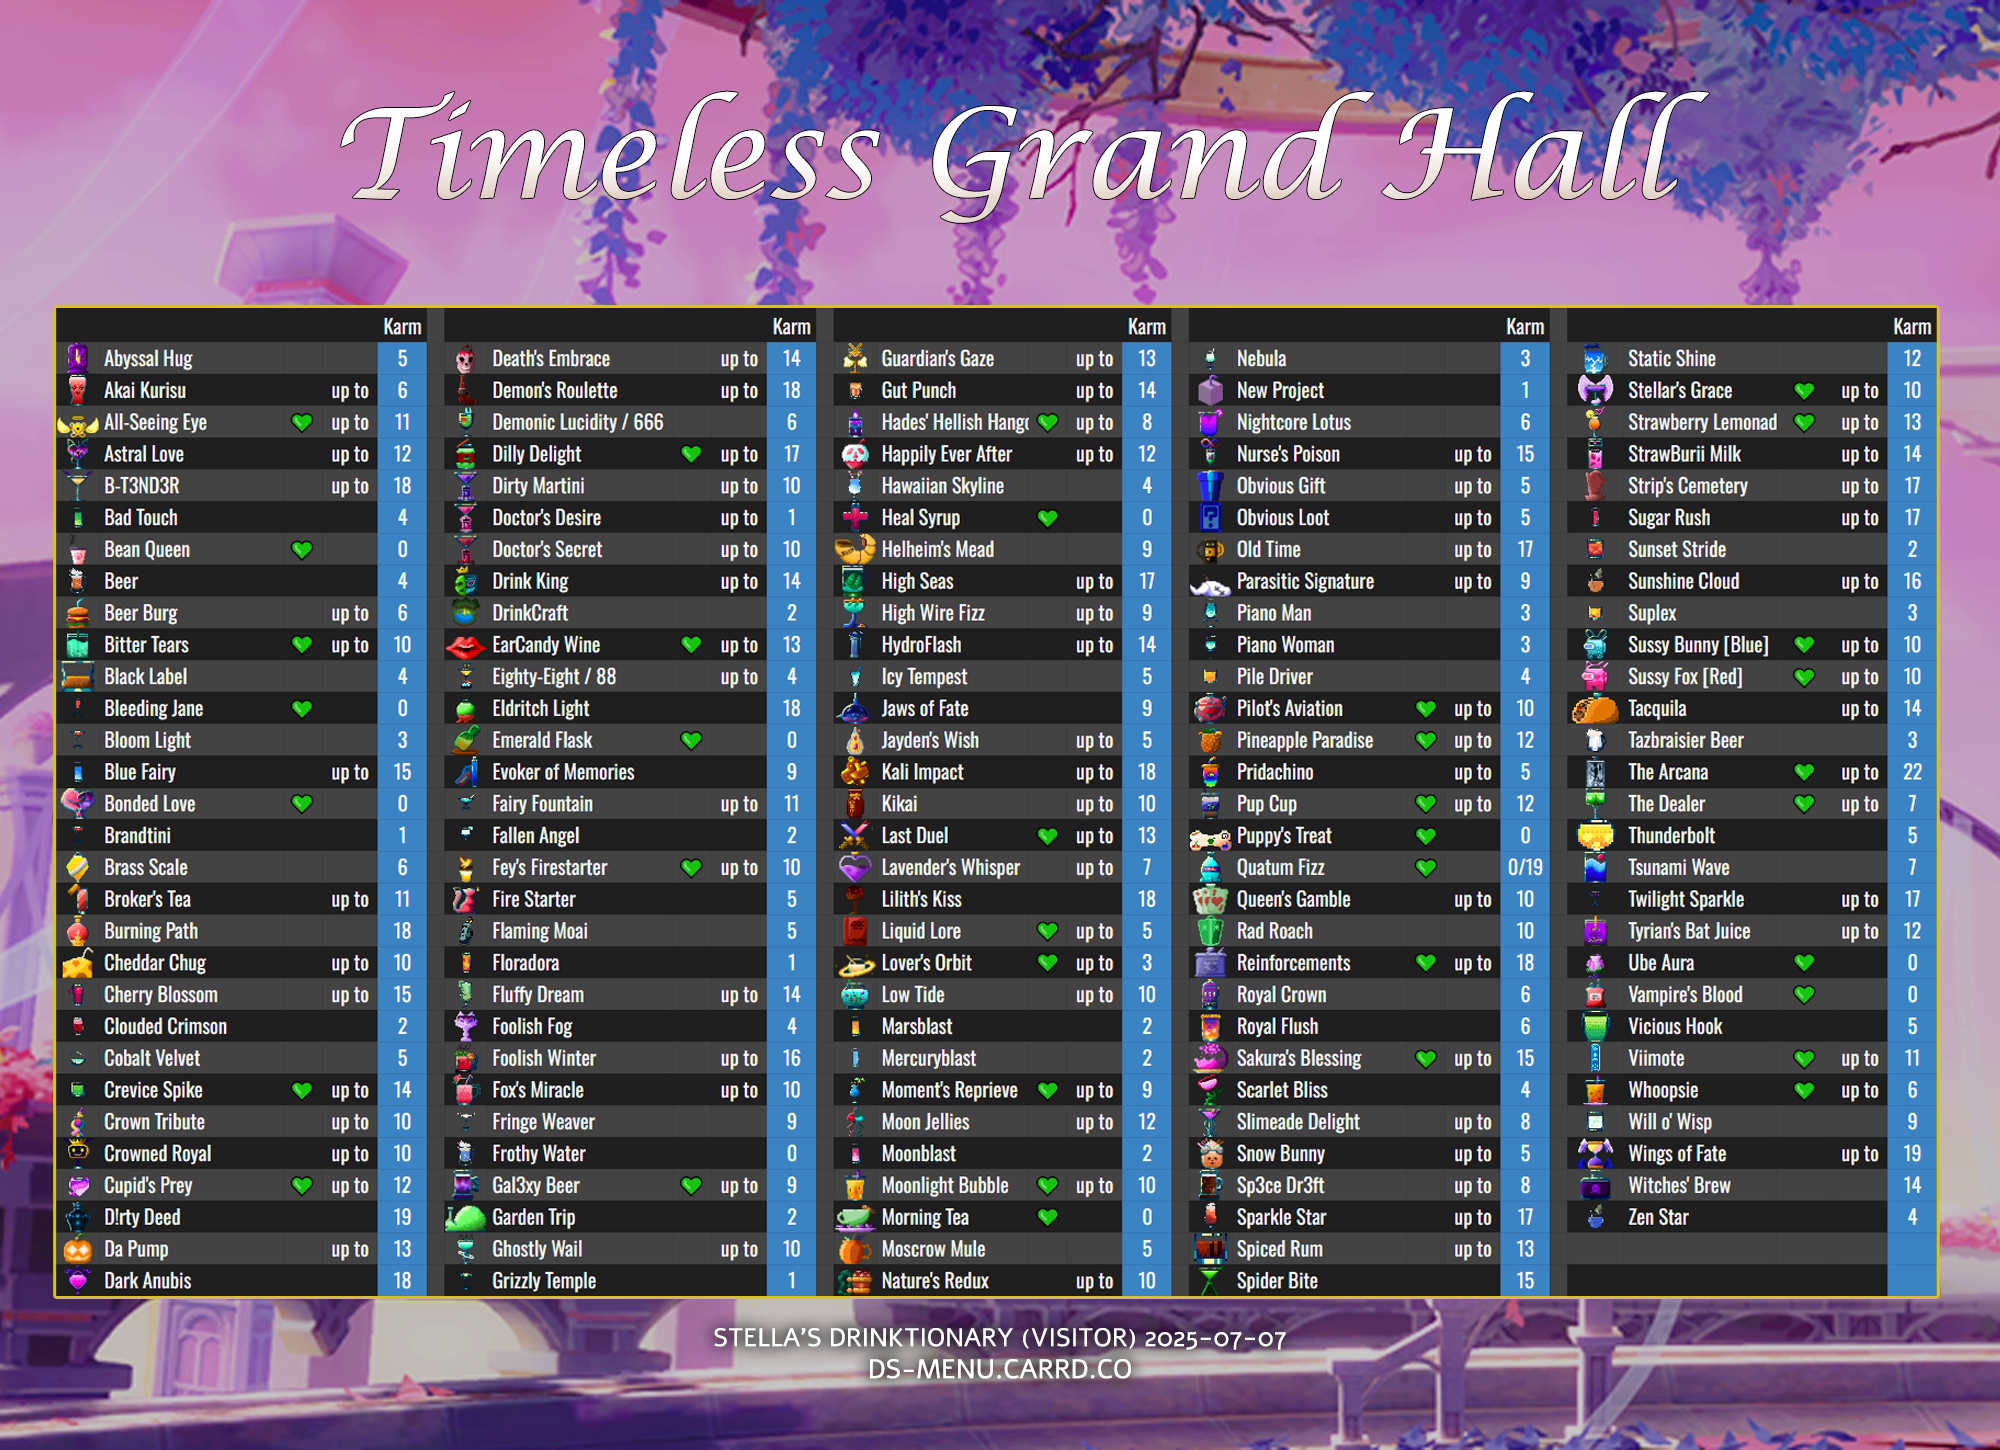 Timeless Grand Hall
Karm
Abyssal Hug 5
Akai Kurisu up to 6
All-Seeing Eye up to 11
Astral Love up to 12
B-T3ND3R up to 18
Bad Touch 4
Bean Queen 0
Beer 4
Beer Burg up to 6
Bitter Tears up to 10
Black Label 4
Bleeding Jane 0
Bloom Light 3
Blue Fairy up to 15
Bonded Love 0
Brandtini 1
Brass Scale 6
Broker's Tea up to 11
Burning Path 18
Cheddar Chug up to 10
Cherry Blossom up to 15
Clouded Crimson 2
Cobalt Velvet 5
Crevice Spike up to 14
Crown Tribute up to 10
Crowned Royal up to 10
Cupid's Prey up to 12
D!rty Deed 19
Da Pump up to 13
Dark Anubis 18
Karm
Death's Embrace up to 14
Demon's Roulette up to 18
Demonic Lucidity / 666 6
Dilly Delight up to 17
Dirty Martini up to 10
Doctor's Desire up to 1
Doctor's Secret up to 10
Drink King up to 14
DrinkCraft 2
EarCandy Wine up to 13
Eighty-Eight / 88 up to 4
Eldritch Light 18
Emerald Flask 0
Evoker of Memories 9
Fairy Fountain up to 11
Fallen Angel 2
Fey's Firestarter up to 10
Fire Starter 5
Flaming Moai 5
Floradora 1
Fluffy Dream up to 14
Foolish Fog 4
Foolish Winter up to 16
Fox's Miracle up to 10
Fringe Weaver 9
Frothy Water 0
Gal3xy Beer up to 9
Garden Trip 2
Ghostly Wail up to 10
Grizzly Temple 1
Karm
Guardian's Gaze up to 13
Gut Punch up to 14
Hades' Hellish Hang up to 8
Happily Ever After up to 12
Hawaiian Skyline 4
Heal Syrup 0
Helheim's Mead 9
High Seas up to 17
High Wire Fizz up to 9
HydroFlash up to 14
Icy Tempest 5
Jaws of Fate 9
Jayden's Wish up to 5
Kali Impact up to 18
Kikai up to 10
Last Duel up to 13
Lavender's Whisper up to 7
Lilith's Kiss 18
Liquid Lore up to 5
Lover's Orbit up to 3
Low Tide up to 10
Marsblast 2
Mercuryblast 2
Moment's Reprieve up to 9
Moon Jellies up to 12
Moonblast 2
Moonlight Bubble up to 10
Morning Tea 0
Moscrow Mule 5
Nature's Redux up to 10
Karm
Nebula 3
New Project 1
Nightcore Lotus 6
Nurse's Poison up to 15
Obvious Gift up to 5
Obvious Loot up to 5
Old Time up to 17
Parasitic Signature up to 9
Piano Man 3
Piano Woman 3
Pile Driver 4
Pilot's Aviation up to 10
Pineapple Paradise up to 12
Pridachino up to 5
Pup Cup up to 12
Puppy's Treat 0
Quatum Fizz 0/19
Queen's Gamble up to 10
Rad Roach 10
Reinforcements up to 18
Royal Crown 6
Royal Flush 6
Sakura's Blessing up to 15
Scarlet Bliss 4
Slimeade Delight up to 8
Snow Bunny up to 5
Sp3ce Dr3ft up to 8
Sparkle Star up to 17
Spiced Rum up to 13
Spider Bite 15
Karm
Static Shine 12
Stellar's Grace up to 10
Strawberry Lemonad up to 13
StrawBurii Milk up to 14
Strip's Cemetery up to 17
Sugar Rush up to 17
Sunset Stride 2
Sunshine Cloud up to 16
Suplex 3
Sussy Bunny [Blue] up to 10
Sussy Fox [Red] up to 10
Tacquila up to 14
Tazbraisier Beer 3
The Arcana up to 22
The Dealer up to 7
Thunderbolt 5
Tsunami Wave 7
Twilight Sparkle up to 17
Tyrian's Bat Juice up to 12
Ube Aura 0
Vampire's Blood 0
Vicious Hook 5
Viimote up to 11
Whoopsie up to 6
Will o' Wisp 9
Wings of Fate up to 19
Witches' Brew 14
Zen Star 4
STELLA'S DRINKTIONARY (VISITOR) 2025-07-07
DS-MENU.CARRD.CO